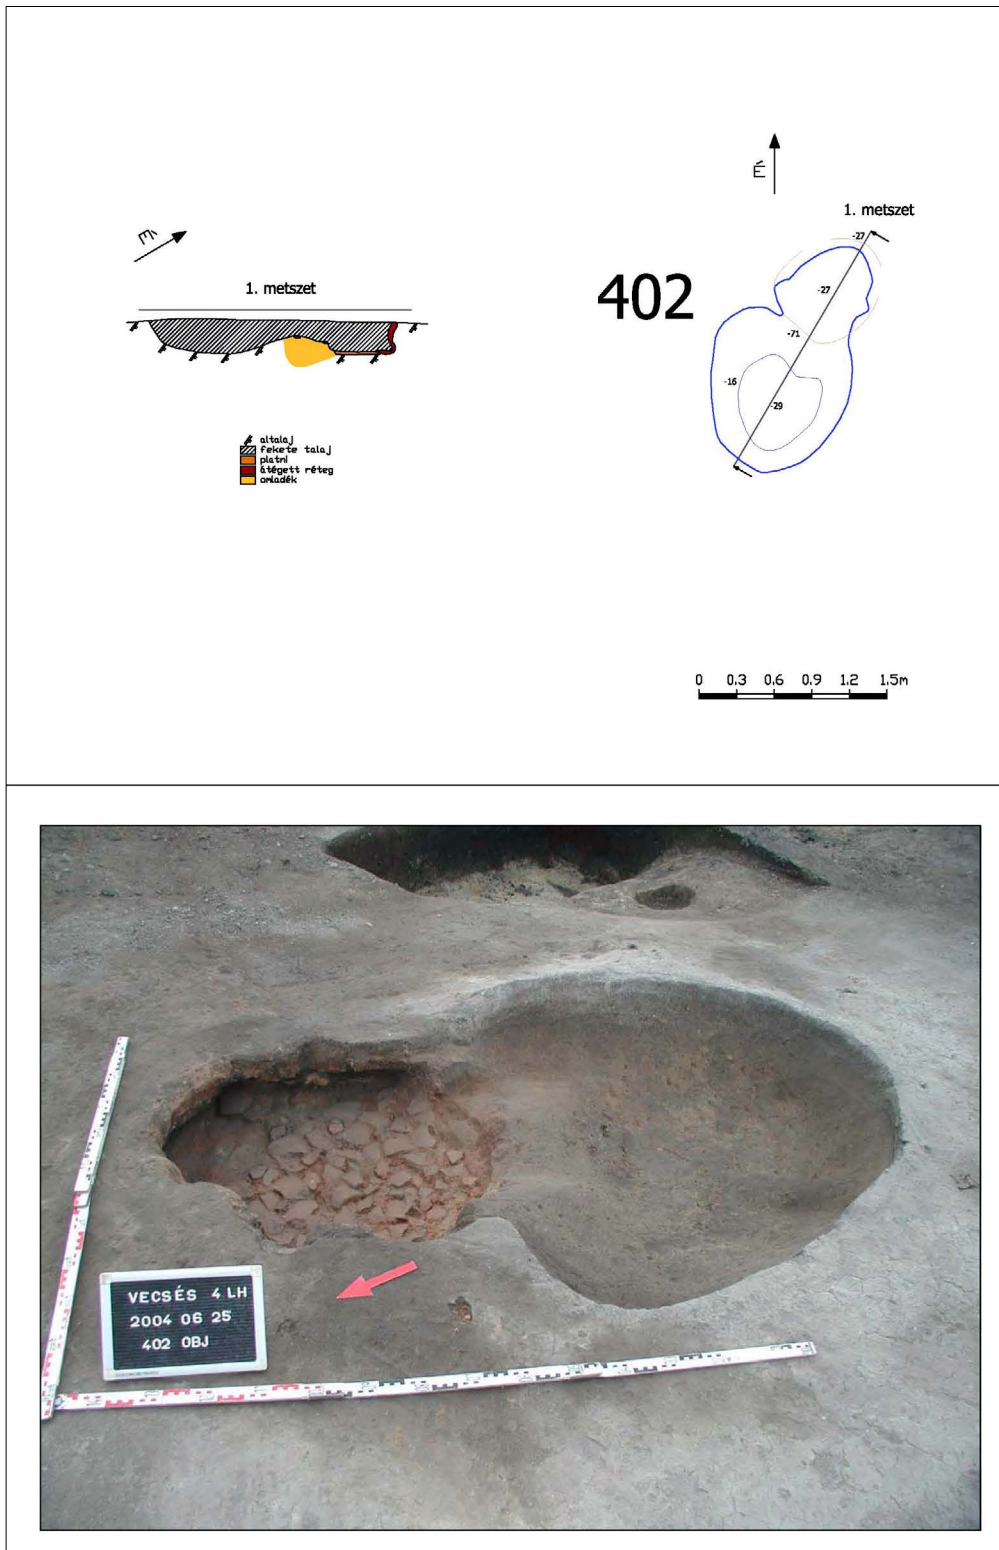 É
1. metszet
altalaj
fekete talaj
platni
átégett réteg
omladék
É
402
1. metszet
-27
-27
-71
-16
-29
0 0.3 0.6 0.9 1.2 1.5m
VECSÉS 4 LH
2004 06 25
402 OBJ